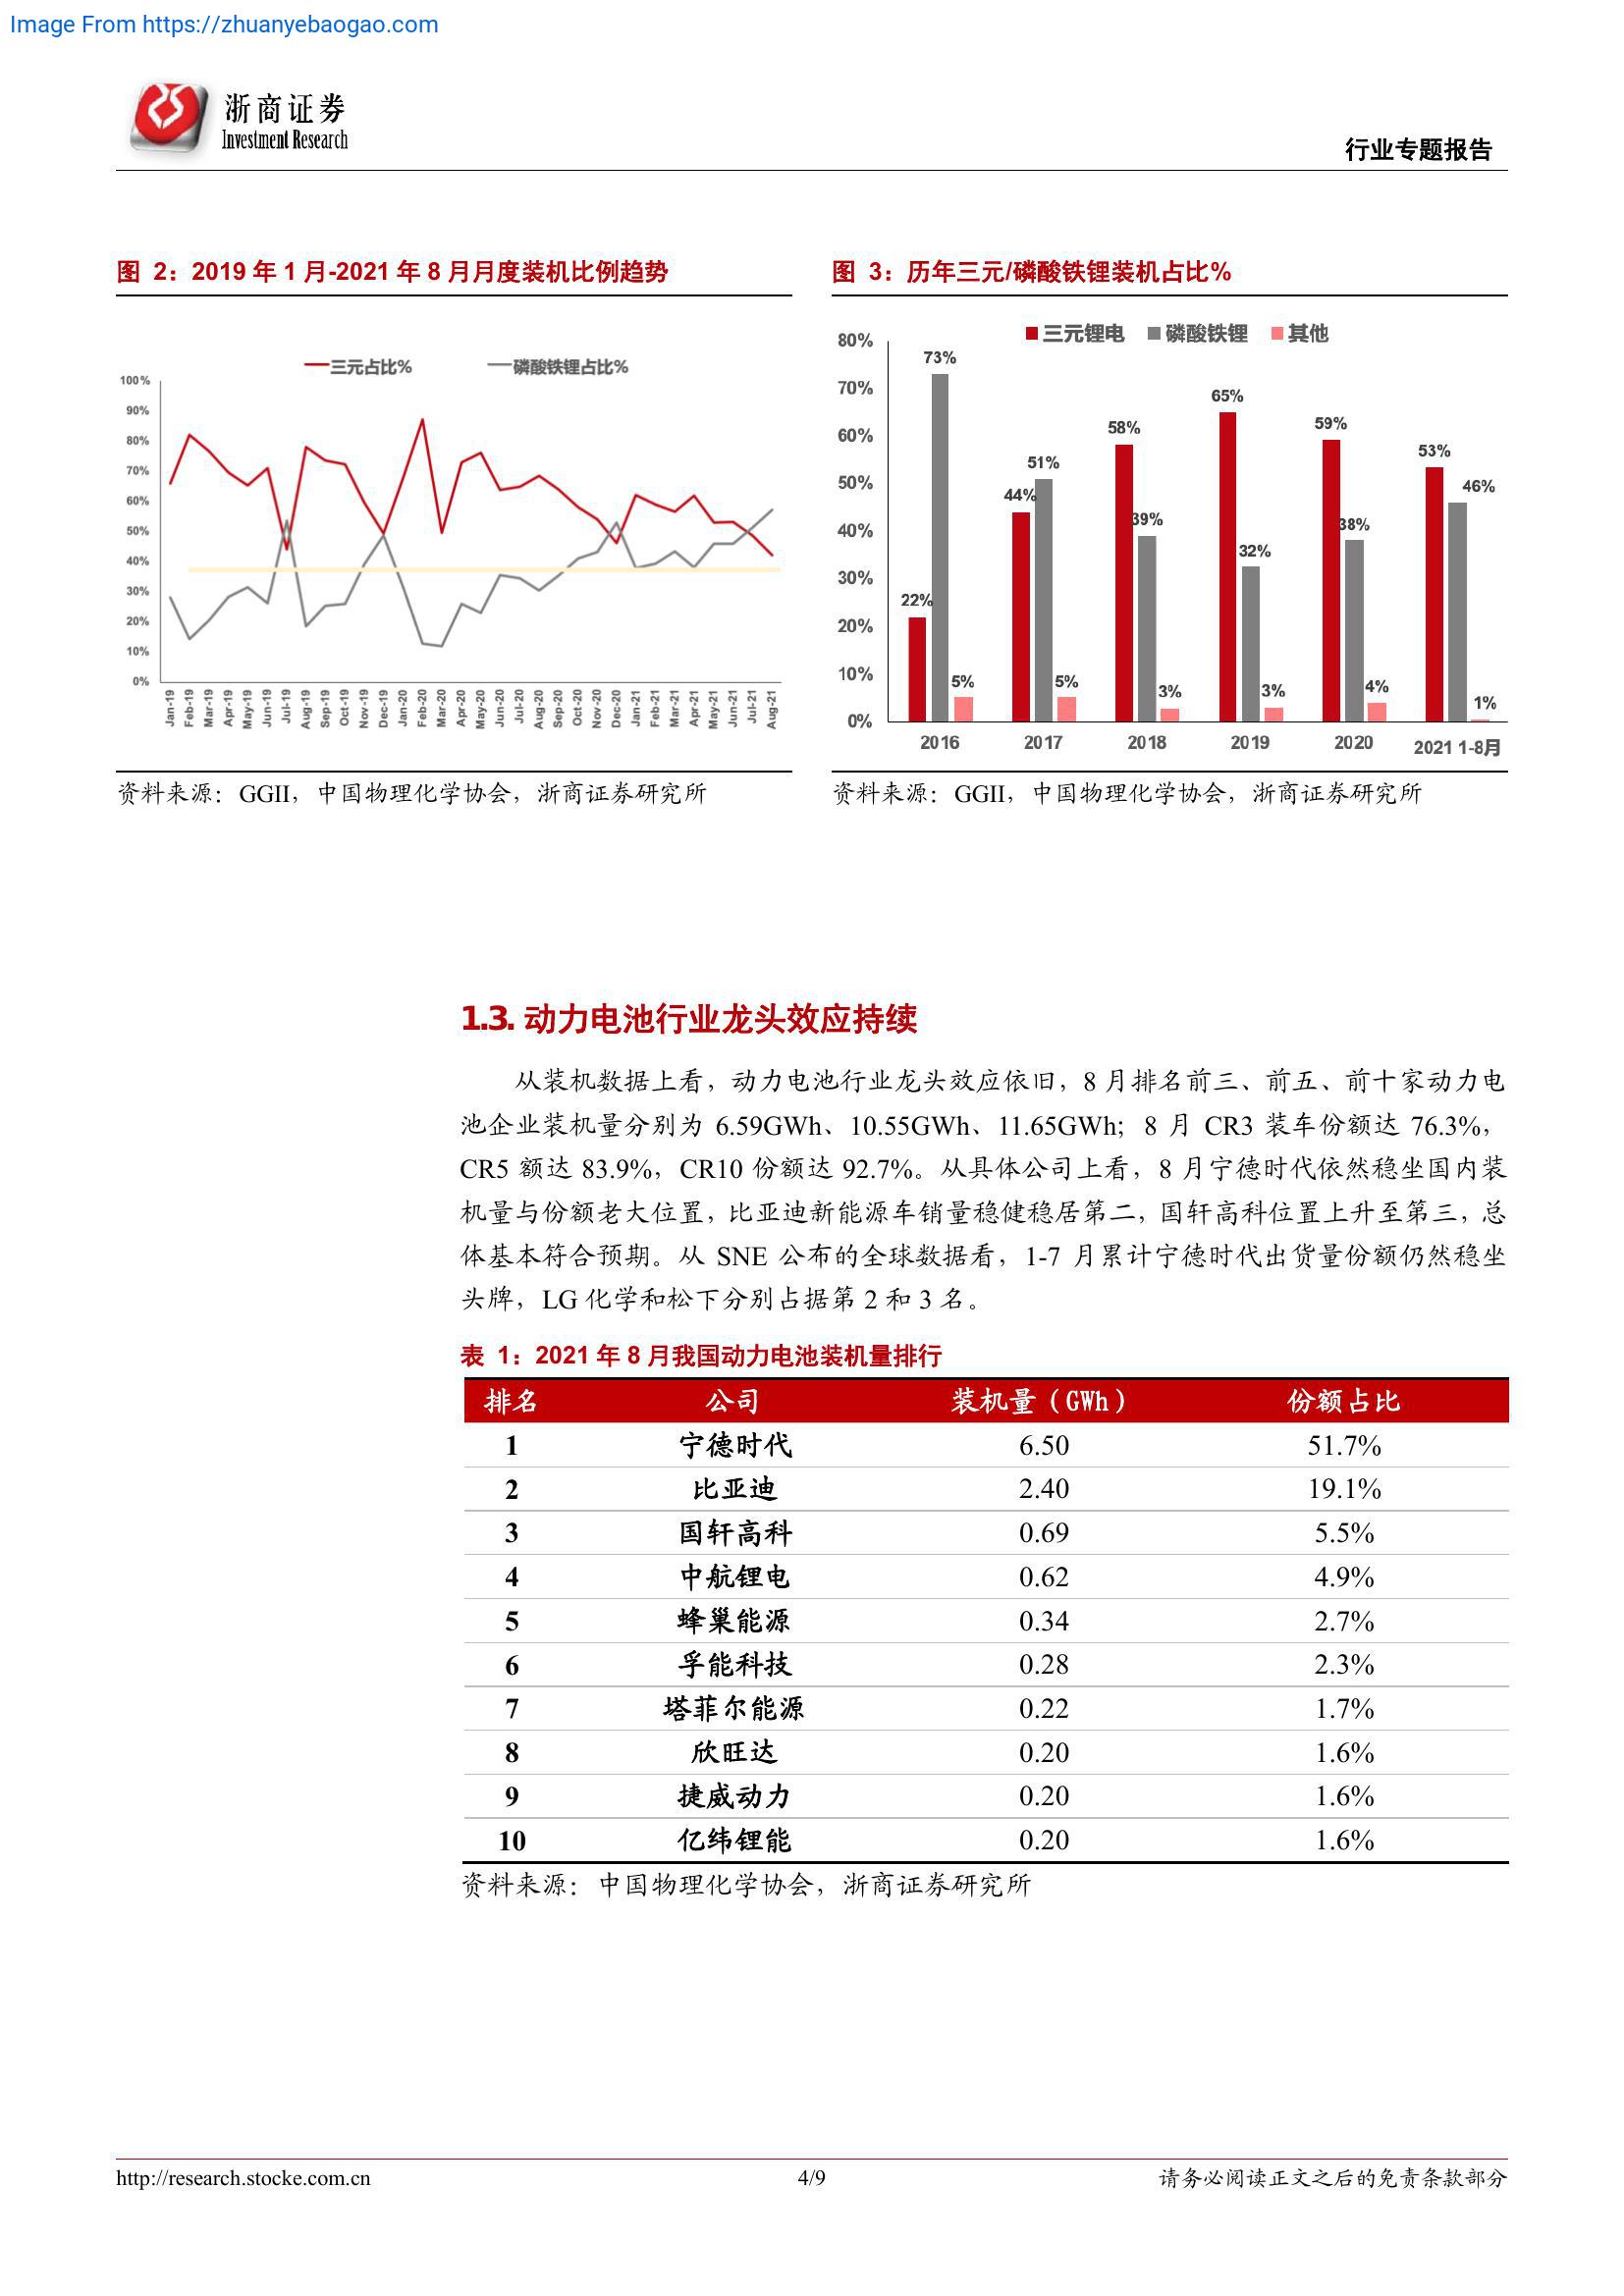 Image From https://zhuanyebaogao.com
浙商证券
Investment Research
行业专题报告
图 2：2019 年 1 月-2021 年 8 月月度装机比例趋势
三元占比% 磷酸铁锂占比%
100%
90%
80%
70%
60%
50%
40%
30%
20%
10%
0%
Jan-19 Feb-19 Mar-19 Apr-19 May-19 Jun-19 Jul-19 Aug-19 Sep-19 Oct-19 Nov-19 Dec-19 Jan-20 Feb-20 Mar-20 Apr-20 May-20 Jun-20 Jul-20 Aug-20 Sep-20 Oct-20 Nov-20 Dec-20 Jan-21 Feb-21 Mar-21 Apr-21 May-21 Jun-21 Jul-21 Aug-21
资料来源：GGII，中国物理化学协会，浙商证券研究所
图 3：历年三元/磷酸铁锂装机占比%
三元锂电 磷酸铁锂 其他
80%
70%
60%
50%
40%
30%
20%
10%
0%
22% 73% 5%
44% 51% 5%
58% 39% 3%
65% 32% 3%
59% 38% 4%
53% 46% 1%
2016 2017 2018 2019 2020 2021 1-8月
资料来源：GGII，中国物理化学协会，浙商证券研究所
1.3. 动力电池行业龙头效应持续
从装机数据上看，动力电池行业龙头效应依旧，8 月排名前三、前五、前十家动力电
池企业装机量分别为 6.59GWh、10.55GWh、11.65GWh；8 月 CR3 装车份额达 76.3%，
CR5 额达 83.9%，CR10 份额达 92.7%。从具体公司上看，8 月宁德时代依然稳坐国内装
机量与份额老大位置，比亚迪新能源车销量稳健稳居第二，国轩高科位置上升至第三，总
体基本符合预期。从 SNE 公布的全球数据看，1-7 月累计宁德时代出货量份额仍然稳坐
头牌，LG 化学和松下分别占据第 2 和 3 名。
表 1：2021 年 8 月我国动力电池装机量排行
排名 公司 装机量（GWh） 份额占比
1 宁德时代 6.50 51.7%
2 比亚迪 2.40 19.1%
3 国轩高科 0.69 5.5%
4 中航锂电 0.62 4.9%
5 蜂巢能源 0.34 2.7%
6 孚能科技 0.28 2.3%
7 塔菲尔能源 0.22 1.7%
8 欣旺达 0.20 1.6%
9 捷威动力 0.20 1.6%
10 亿纬锂能 0.20 1.6%
资料来源：中国物理化学协会，浙商证券研究所
http://research.stocke.com.cn 4/9 请务必阅读正文之后的免责条款部分